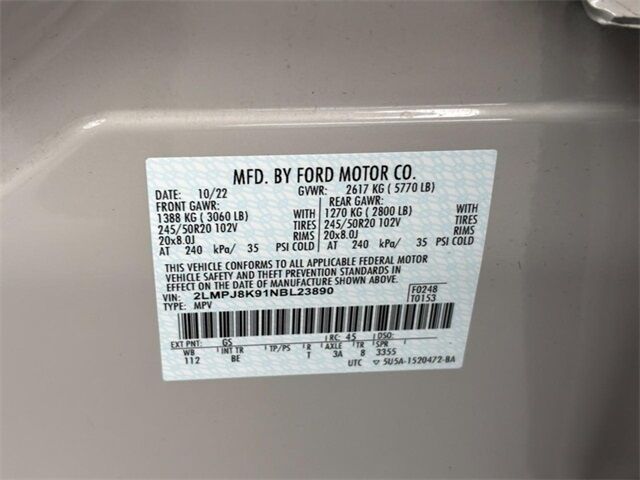 MFD. BY FORD MOTOR CO.
DATE: 10/22 GVWR: 2617 KG ( 5770 LB)
FRONT GAWR: REAR GAWR:
1388 KG ( 3060 LB) WITH 1270 KG ( 2800 LB) WITH
245/50R20 102V TIRES 245/50R20 102V TIRES
20x8.0J RIMS 20x8.0J RIMS
AT 240 kPa/ 35 PSI COLD AT 240 kPa/ 35 PSI COLD
THIS VEHICLE CONFORMS TO ALL APPLICABLE FEDERAL MOTOR
VEHICLE SAFETY AND THEFT PREVENTION STANDARDS IN
EFFECT ON THE DATE OF MANUFACTURE SHOWN ABOVE.
VIN: 2LMPJ8K91NBL23890 F0248
TYPE: MPV T0153
EXT PNT: GS RC: 45 DSO:
WB INT TR TP/PS R AXLE TR SPR
112 BE T 3A 8 3355
UTC ▽ 5U5A-1520472-BA